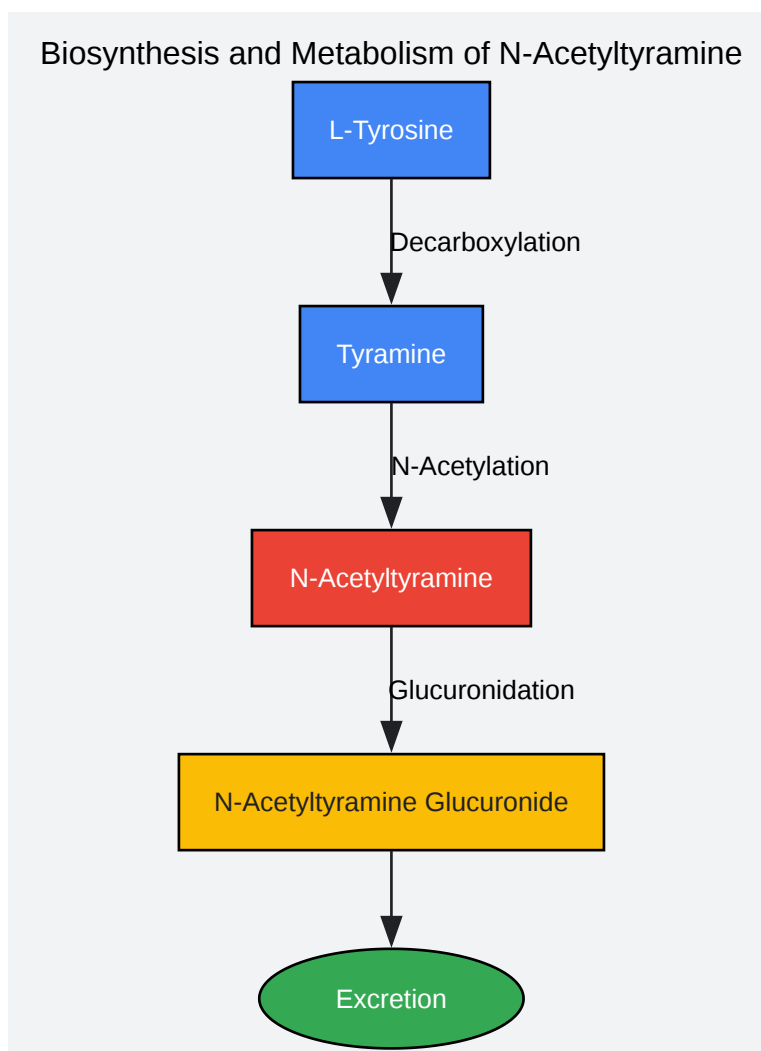 Biosynthesis and Metabolism of N-Acetyltyramine
L-Tyrosine
Decarboxylation
Tyramine
N-Acetylation
N-Acetyltyramine
Glucuronidation
N-Acetyltyramine Glucuronide
Excretion